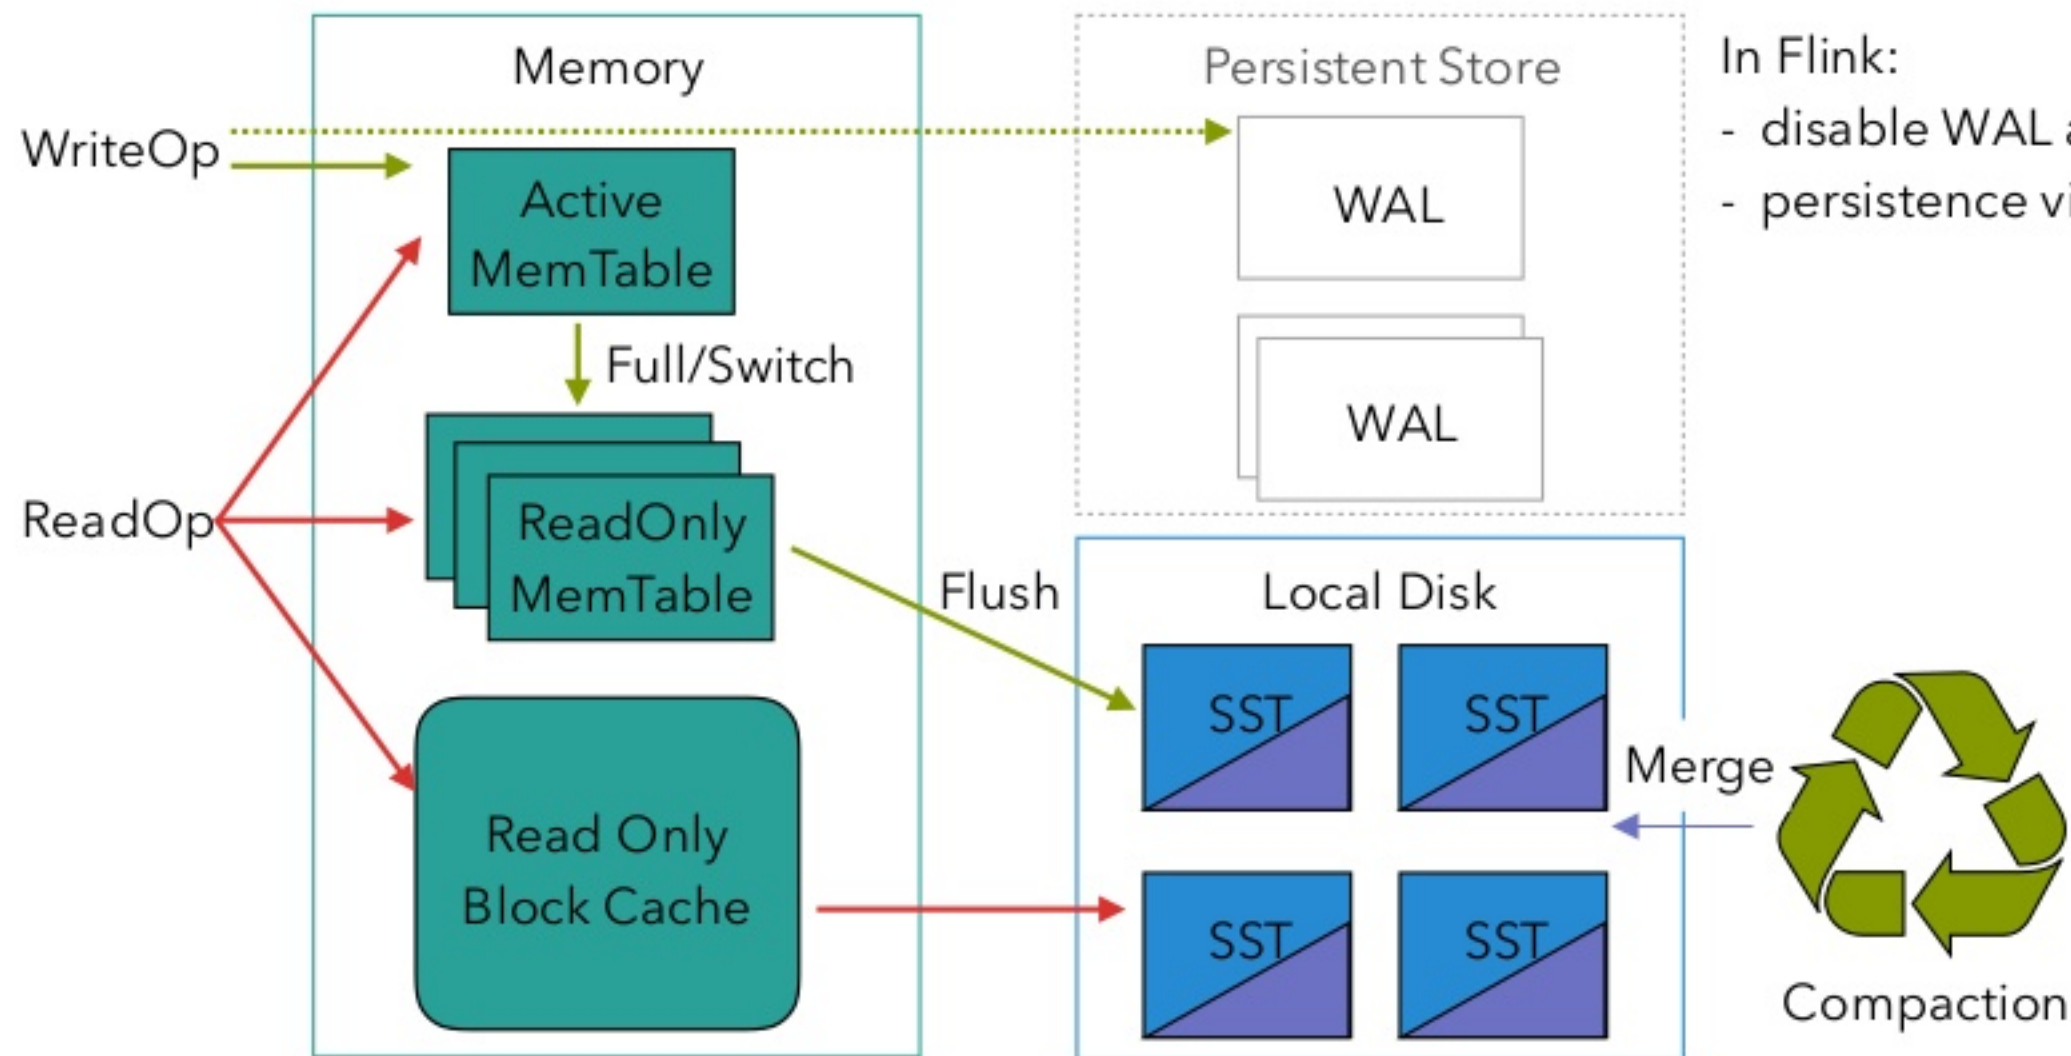 Memory
Persistent Store
In Flink:
- disable WAL
- persistence
WriteOp
Active
MemTable
WAL
Full/Switch
WAL
ReadOp
ReadOnly
MemTable
Flush
Local Disk
SST
SST
Merge
Read Only
Block Cache
SST
SST
Compaction